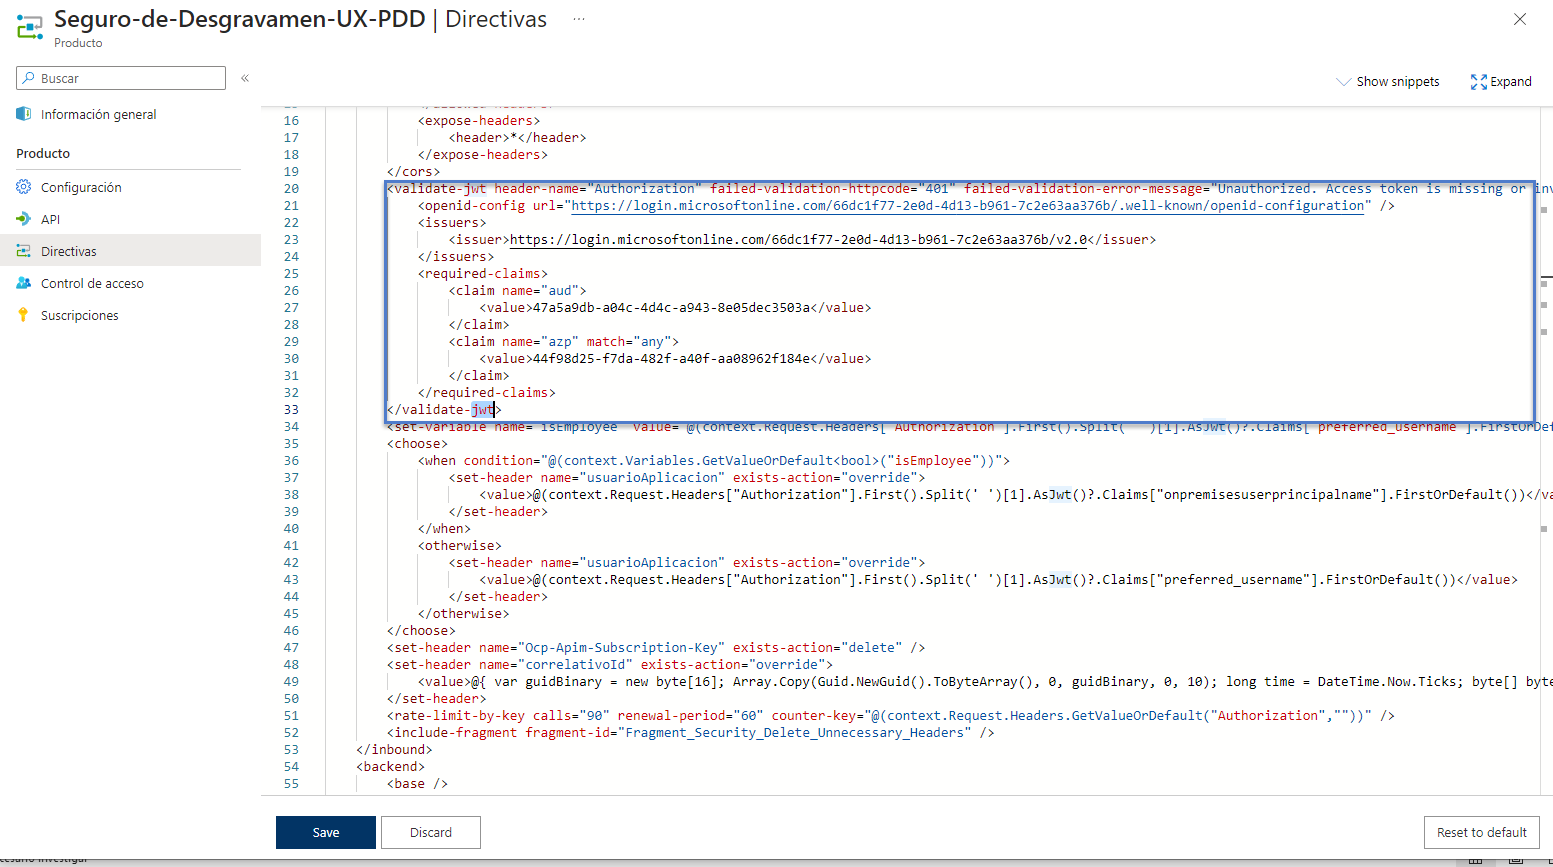 Seguro-de-Desgravamen-UX-PDD | Directivas ...
Producto
Buscar
«
Información general
Producto
Configuración
API
Directivas
Control de acceso
Suscripciones
Show snippets
Expand
16 <expose-headers>
17 <header>*</header>
18 </expose-headers>
19 </cors>
20 <validate-jwt header-name="Authorization" failed-validation-httpcode="401" failed-validation-error-message="Unauthorized. Access token is missing or inv
21 <openid-config url="https://login.microsoftonline.com/66dc1f77-2e0d-4d13-b961-7c2e63aa376b/.well-known/openid-configuration" />
22 <issuers>
23 <issuer>https://login.microsoftonline.com/66dc1f77-2e0d-4d13-b961-7c2e63aa376b/v2.0</issuer>
24 </issuers>
25 <required-claims>
26 <claim name="aud">
27 <value>47a5a9db-a04c-4d4c-a943-8e05dec3503a</value>
28 </claim>
29 <claim name="azp" match="any">
30 <value>44f98d25-f7da-482f-a40f-aa08962f184e</value>
31 </claim>
32 </required-claims>
33 </validate-jwt>
34 <set-variable name="isEmployee" value="@(context.Request.Headers["Authorization"].First().Split(' ')[1].AsJwt()?.Claims["preferred_username"].FirstOrDef
35 <choose>
36 <when condition="@(context.Variables.GetValueOrDefault<bool>("isEmployee"))">
37 <set-header name="usuarioAplicacion" exists-action="override">
38 <value>@(context.Request.Headers["Authorization"].First().Split(' ')[1].AsJwt()?.Claims["onpremisesuserprincipalname"].FirstOrDefault())</va
39 </set-header>
40 </when>
41 <otherwise>
42 <set-header name="usuarioAplicacion" exists-action="override">
43 <value>@(context.Request.Headers["Authorization"].First().Split(' ')[1].AsJwt()?.Claims["preferred_username"].FirstOrDefault())</value>
44 </set-header>
45 </otherwise>
46 </choose>
47 <set-header name="Ocp-Apim-Subscription-Key" exists-action="delete" />
48 <set-header name="correlativoId" exists-action="override">
49 <value>@{ var guidBinary = new byte[16]; Array.Copy(Guid.NewGuid().ToByteArray(), 0, guidBinary, 0, 10); long time = DateTime.Now.Ticks; byte[] byte
50 </set-header>
51 <rate-limit-by-key calls="90" renewal-period="60" counter-key="@(context.Request.Headers.GetValueOrDefault("Authorization",""))" />
52 <include-fragment fragment-id="Fragment_Security_Delete_Unnecessary_Headers" />
53 </inbound>
54 <backend>
55 <base />
Save
Discard
Reset to default